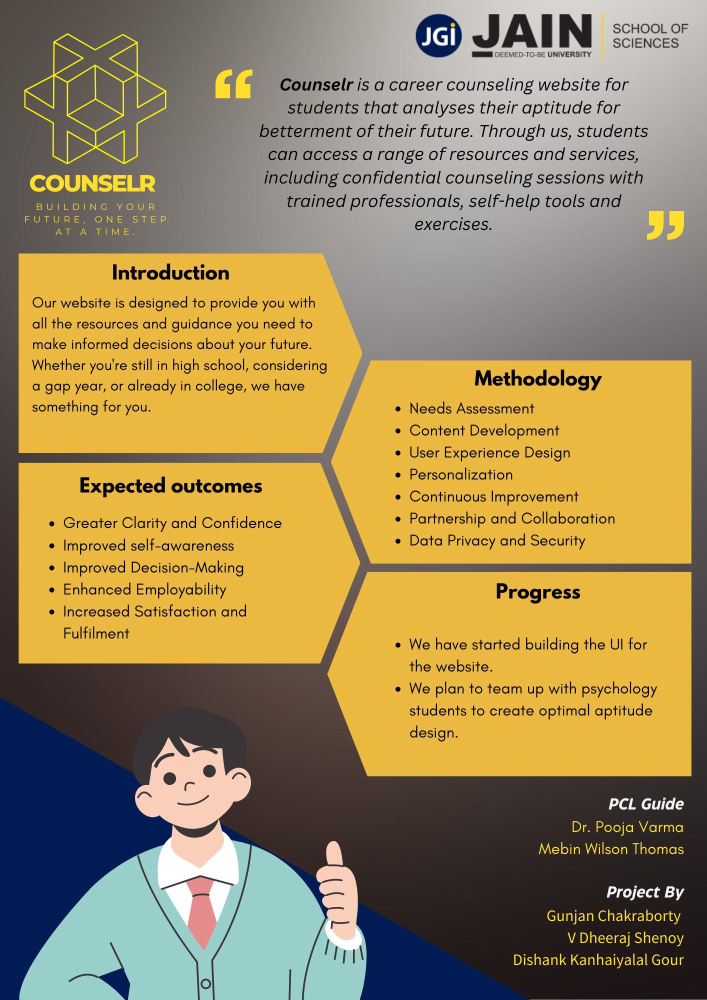 JGi
JAIN
DEEMED-TO-BE UNIVERSITY
SCHOOL OF
SCIENCES
COUNSELR
BUILDING YOUR
FUTURE, ONE STEP
AT A TIME.
“
Counselr is a career counseling website for
students that analyses their aptitude for
betterment of their future. Through us, students
can access a range of resources and services,
including confidential counseling sessions with
trained professionals, self-help tools and
exercises.
”
Introduction
Our website is designed to provide you with
all the resources and guidance you need to
make informed decisions about your future.
Whether you're still in high school, considering
a gap year, or already in college, we have
something for you.
Methodology
• Needs Assessment
• Content Development
• User Experience Design
• Personalization
• Continuous Improvement
• Partnership and Collaboration
• Data Privacy and Security
Expected outcomes
• Greater Clarity and Confidence
• Improved self-awareness
• Improved Decision-Making
• Enhanced Employability
• Increased Satisfaction and
Fulfilment
Progress
• We have started building the UI for
the website.
• We plan to team up with psychology
students to create optimal aptitude
design.
PCL Guide
Dr. Pooja Varma
Mebin Wilson Thomas
Project By
Gunjan Chakraborty
V Dheeraj Shenoy
Dishank Kanhaiyalal Gour